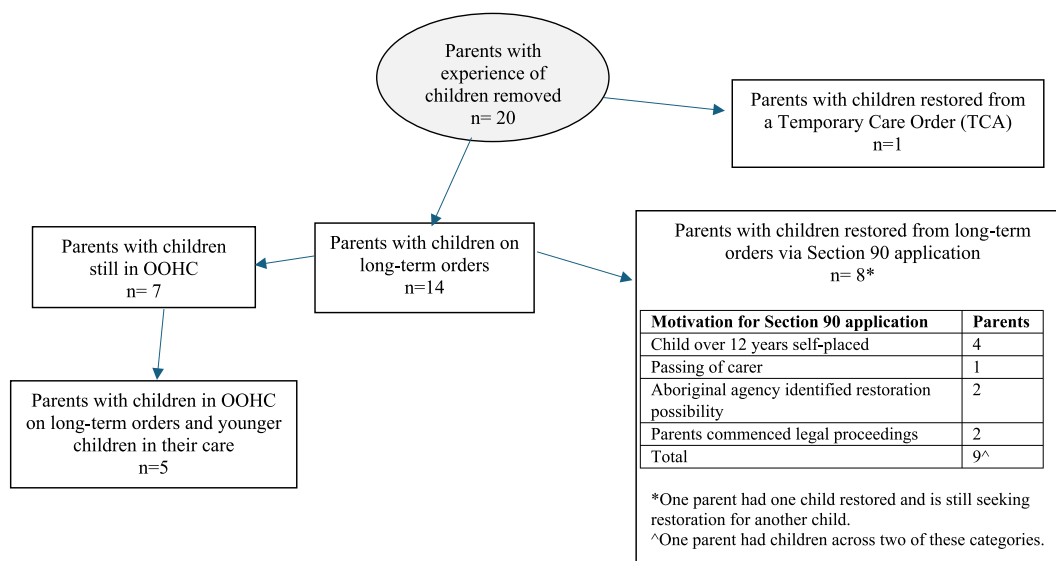 Parents with
experience of
children removed
n= 20
Parents with children restored from
a Temporary Care Order (TCA)
n=1
Parents with children
still in OOHC
n= 7
Parents with children on
long-term orders
n=14
Parents with children in OOHC
on long-term orders and younger
children in their care
n=5
Parents with children restored from long-term
orders via Section 90 application
n= 8*
Motivation for Section 90 application Parents
Child over 12 years self-placed 4
Passing of carer 1
Aboriginal agency identified restoration 2
possibility
Parents commenced legal proceedings 2
Total 9^
*One parent had one child restored and is still seeking
restoration for another child.
^One parent had children across two of these categories.